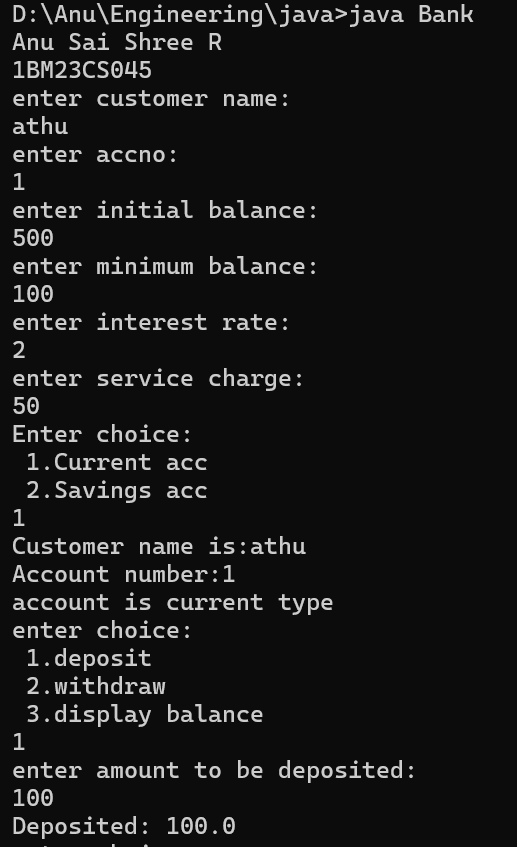 D:\Anu\Engineering\java>java Bank
Anu Sai Shree R
1BM23CS045
enter customer name:
athu
enter accno:
1
enter initial balance:
500
enter minimum balance:
100
enter interest rate:
2
enter service charge:
50
Enter choice:
 1.Current acc
 2.Savings acc
1
Customer name is:athu
Account number:1
account is current type
enter choice:
 1.deposit
 2.withdraw
 3.display balance
1
enter amount to be deposited:
100
Deposited: 100.0